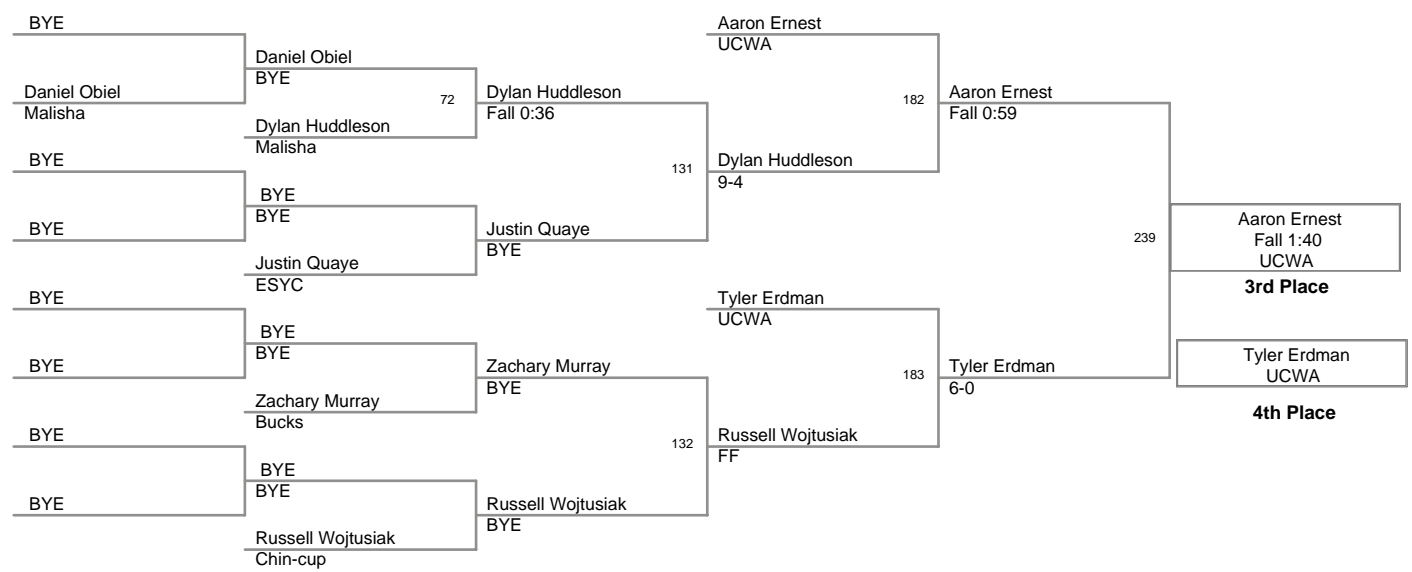 BYE
Daniel Obiel
Malisha
BYE
BYE
BYE
BYE
BYE
BYE
Daniel Obiel
BYE
Dylan Huddleson
Malisha
BYE
BYE
Justin Quaye
ESYC
BYE
BYE
Zachary Murray
Bucks
BYE
BYE
Russell Wojtusiak
Chin-cup
72
Dylan Huddleson
Fall 0:36
Justin Quaye
BYE
Zachary Murray
BYE
Russell Wojtusiak
BYE
131
132
Aaron Ernest
UCWA
Dylan Huddleson
9-4
Tyler Erdman
UCWA
Russell Wojtusiak
FF
182
183
Aaron Ernest
Fall 0:59
Tyler Erdman
6-0
239
Aaron Ernest
Fall 1:40
UCWA
3rd Place
Tyler Erdman
UCWA
4th Place